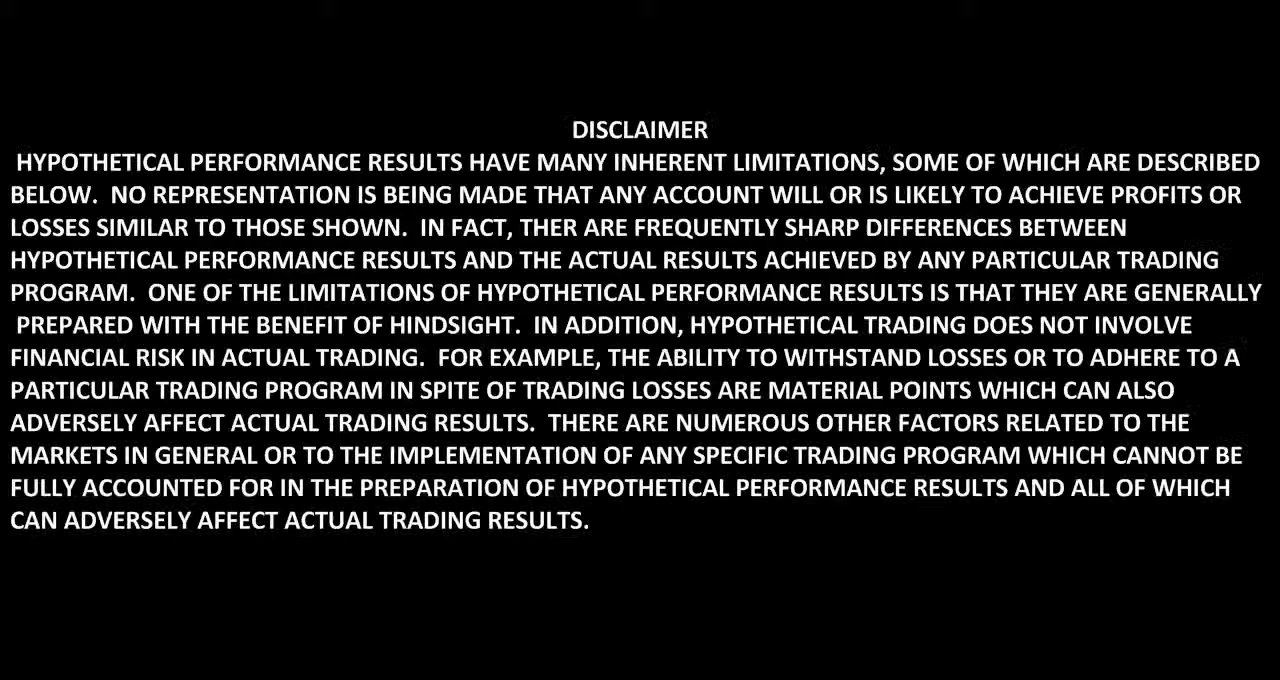 DISCLAIMER
HYPOTHETICAL PERFORMANCE RESULTS HAVE MANY INHERENT LIMITATIONS, SOME OF WHICH ARE DESCRIBED
BELOW.  NO REPRESENTATION IS BEING MADE THAT ANY ACCOUNT WILL OR IS LIKELY TO ACHIEVE PROFITS OR
LOSSES SIMILAR TO THOSE SHOWN.  IN FACT, THER ARE FREQUENTLY SHARP DIFFERENCES BETWEEN
HYPOTHETICAL PERFORMANCE RESULTS AND THE ACTUAL RESULTS ACHIEVED BY ANY PARTICULAR TRADING
PROGRAM.  ONE OF THE LIMITATIONS OF HYPOTHETICAL PERFORMANCE RESULTS IS THAT THEY ARE GENERALLY
PREPARED WITH THE BENEFIT OF HINDSIGHT.  IN ADDITION, HYPOTHETICAL TRADING DOES NOT INVOLVE
FINANCIAL RISK IN ACTUAL TRADING.  FOR EXAMPLE, THE ABILITY TO WITHSTAND LOSSES OR TO ADHERE TO A
PARTICULAR TRADING PROGRAM IN SPITE OF TRADING LOSSES ARE MATERIAL POINTS WHICH CAN ALSO
ADVERSELY AFFECT ACTUAL TRADING RESULTS.  THERE ARE NUMEROUS OTHER FACTORS RELATED TO THE
MARKETS IN GENERAL OR TO THE IMPLEMENTATION OF ANY SPECIFIC TRADING PROGRAM WHICH CANNOT BE
FULLY ACCOUNTED FOR IN THE PREPARATION OF HYPOTHETICAL PERFORMANCE RESULTS AND ALL OF WHICH
CAN ADVERSELY AFFECT ACTUAL TRADING RESULTS.